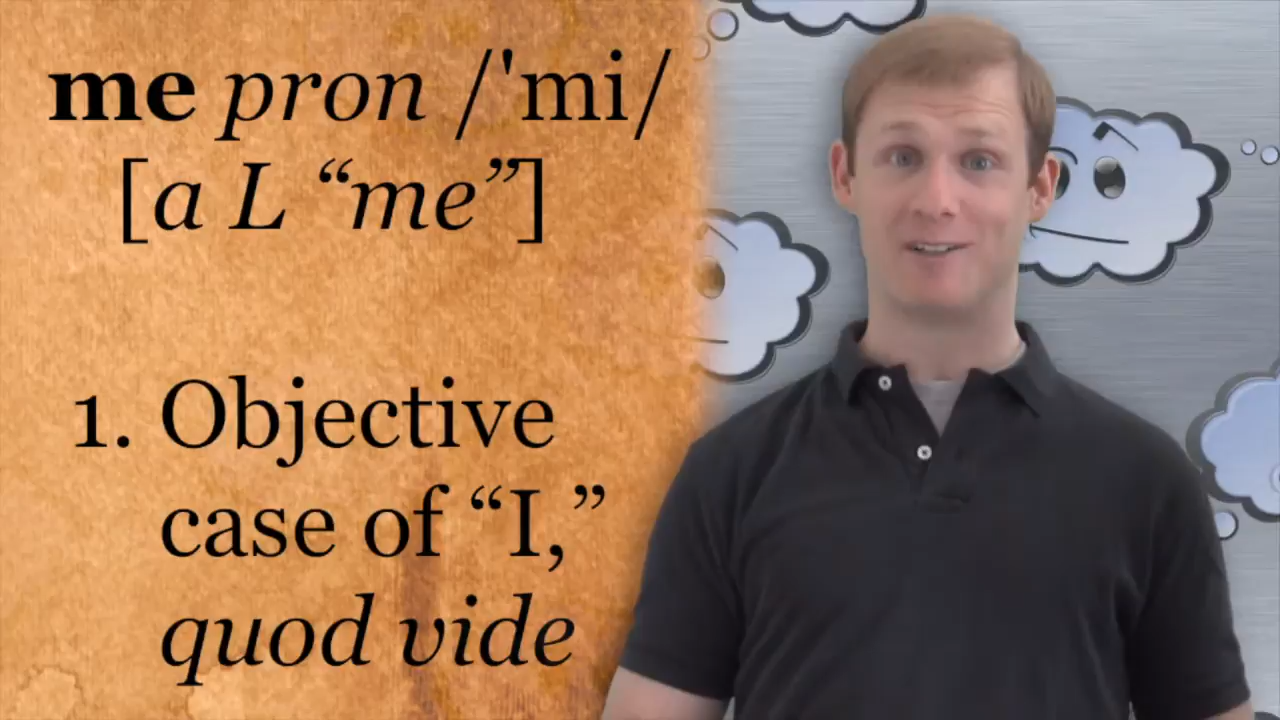 me pron /'mi/
[a L “me”]
1. Objective
case of “I,”
quod vide